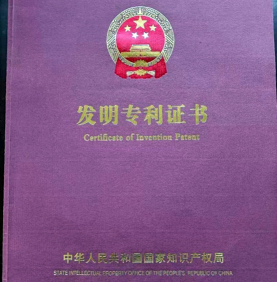 发明专利证书
Certificate of Invention Patent
中华人民共和国国家知识产权局
STATE INTELLECTUAL PROPERTY OFFICE OF THE PEOPLE'S REPUBLIC OF CHINA